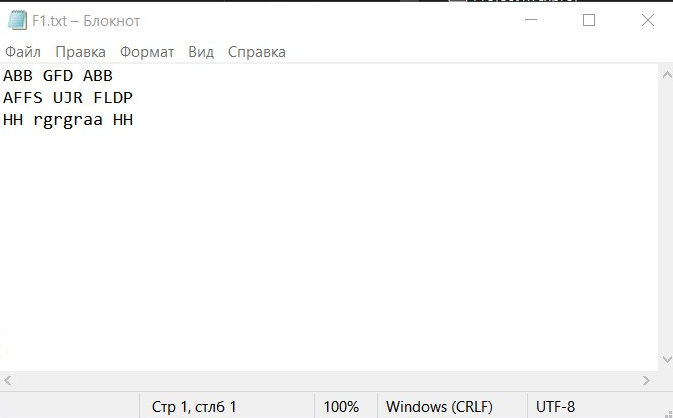 F1.txt – Блокнот
Файл Правка Формат Вид Справка
ABB GFD ABB
AFFS UJR FLDP
HH rgrgraa HH
Стр 1, стлб 1 100% Windows (CRLF) UTF-8